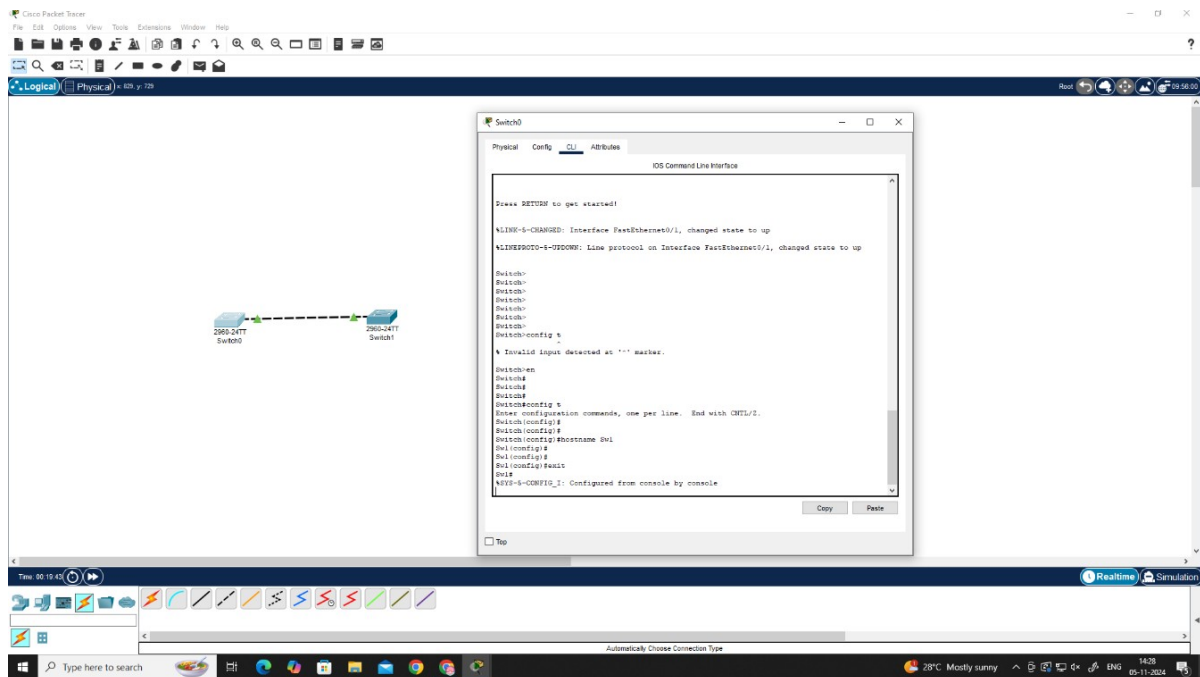 Cisco Packet Tracer
File Edit Options View Tools Extensions Window Help
?
Logical Physical x: 829, y: 729 Root 09:58:00
Switch0
Physical Config CLI Attributes
IOS Command Line Interface
Press RETURN to get started!
%LINK-5-CHANGED: Interface FastEthernet0/1, changed state to up
%LINEPROTO-5-UPDOWN: Line protocol on Interface FastEthernet0/1, changed state to up
Switch>
Switch>
Switch>
Switch>
Switch>
Switch>
Switch>
Switch>config t
^
% Invalid input detected at '^' marker.
Switch>en
Switch#
Switch#
Switch#
Switch#config t
Enter configuration commands, one per line. End with CNTL/Z.
Switch(config)#
Switch(config)#
Switch(config)#hostname Sw1
Sw1(config)#
Sw1(config)#
Sw1(config)#exit
Sw1#
%SYS-5-CONFIG_I: Configured from console by console
Copy Paste
Top
2960-24TT
Switch0
2960-24TT
Switch1
Time: 00:19:43 Realtime Simulation
Automatically Choose Connection Type
Type here to search 28°C Mostly sunny ENG 14:28
05-11-2024